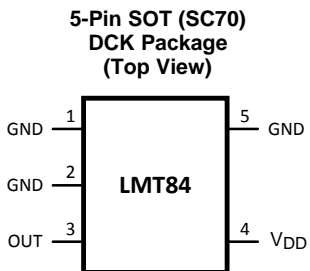 5-Pin SOT (SC70)
DCK Package
(Top View)
GND 1 5 GND
GND 2 LMT84
OUT 3 4 VDD